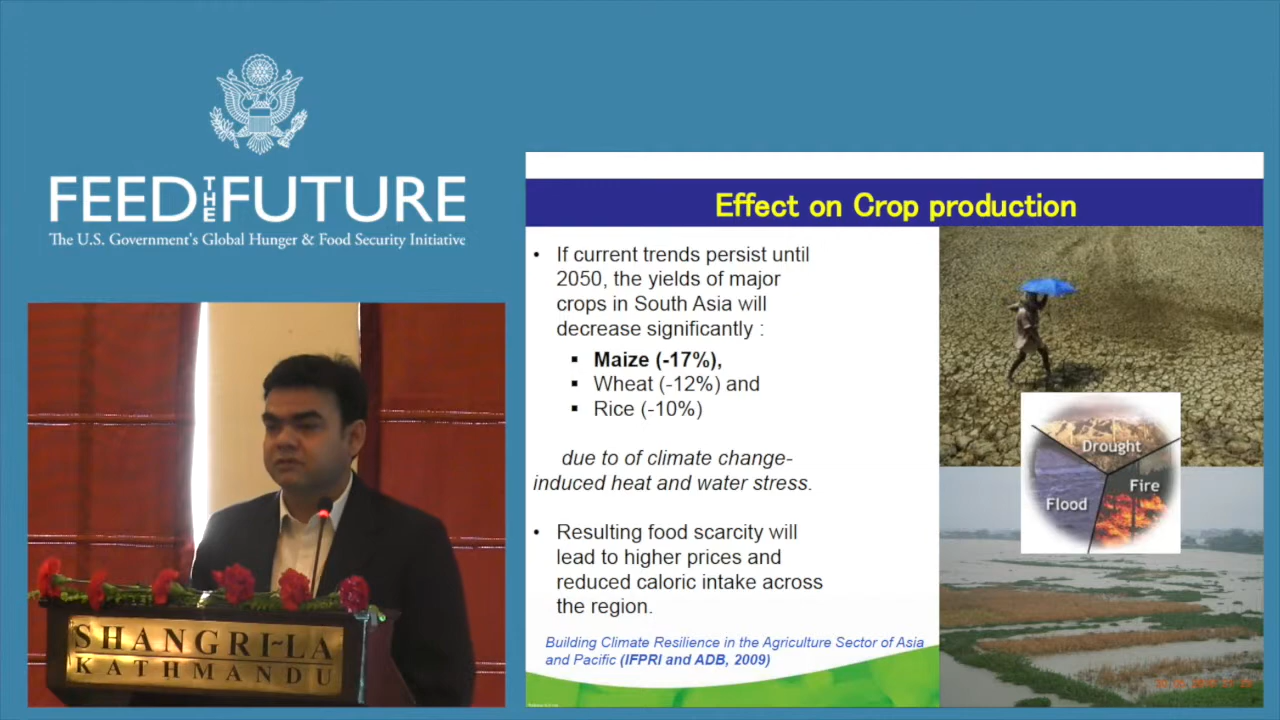 FEED THE FUTURE
The U.S. Government's Global Hunger & Food Security Initiative
SHANGRI~LA
KATHMANDU
Effect on Crop production
• If current trends persist until
2050, the yields of major
crops in South Asia will
decrease significantly :
▪ Maize (-17%),
▪ Wheat (-12%) and
▪ Rice (-10%)
due to of climate change-
induced heat and water stress.
• Resulting food scarcity will
lead to higher prices and
reduced caloric intake across
the region.
Building Climate Resilience in the Agriculture Sector of Asia
and Pacific (IFPRI and ADB, 2009)
Drought
Fire
Flood